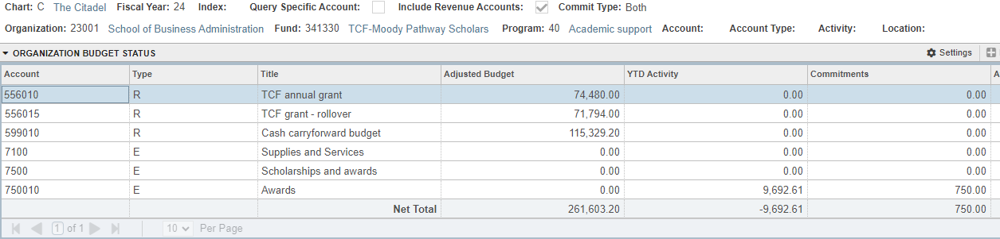 Chart: C The Citadel Fiscal Year: 24 Index: Query Specific Account: Include Revenue Accounts: Commit Type: Both
Organization: 23001 School of Business Administration Fund: 341330 TCF-Moody Pathway Scholars Program: 40 Academic support Account: Account Type: Activity: Location:
ORGANIZATION BUDGET STATUS Settings
Account Type Title Adjusted Budget YTD Activity Commitments A
556010 R TCF annual grant 74,480.00 0.00 0.00
556015 R TCF grant - rollover 71,794.00 0.00 0.00
599010 R Cash carryforward budget 115,329.20 0.00 0.00
7100 E Supplies and Services 0.00 0.00 0.00
7500 E Scholarships and awards 0.00 0.00 0.00
750010 E Awards 0.00 9,692.61 750.00
Net Total 261,603.20 -9,692.61 750.00
1 of 1 10 Per Page